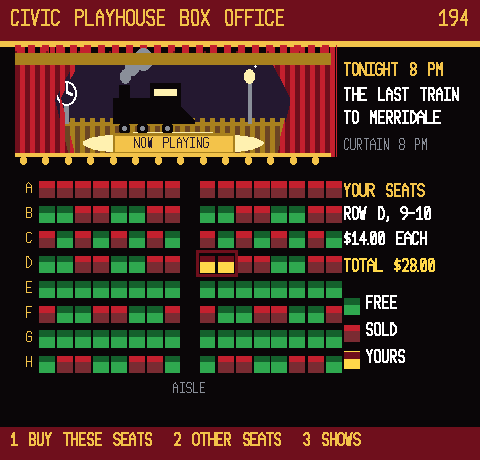 CIVIC PLAYHOUSE BOX OFFICE 194
TONIGHT 8 PM
THE LAST TRAIN
TO MERRIDALE
CURTAIN 8 PM
NOW PLAYING
A
B
C
D
E
F
G
H
AISLE
YOUR SEATS
ROW D, 9-10
$14.00 EACH
TOTAL $28.00
FREE
SOLD
YOURS
1 BUY THESE SEATS 2 OTHER SEATS 3 SHOWS